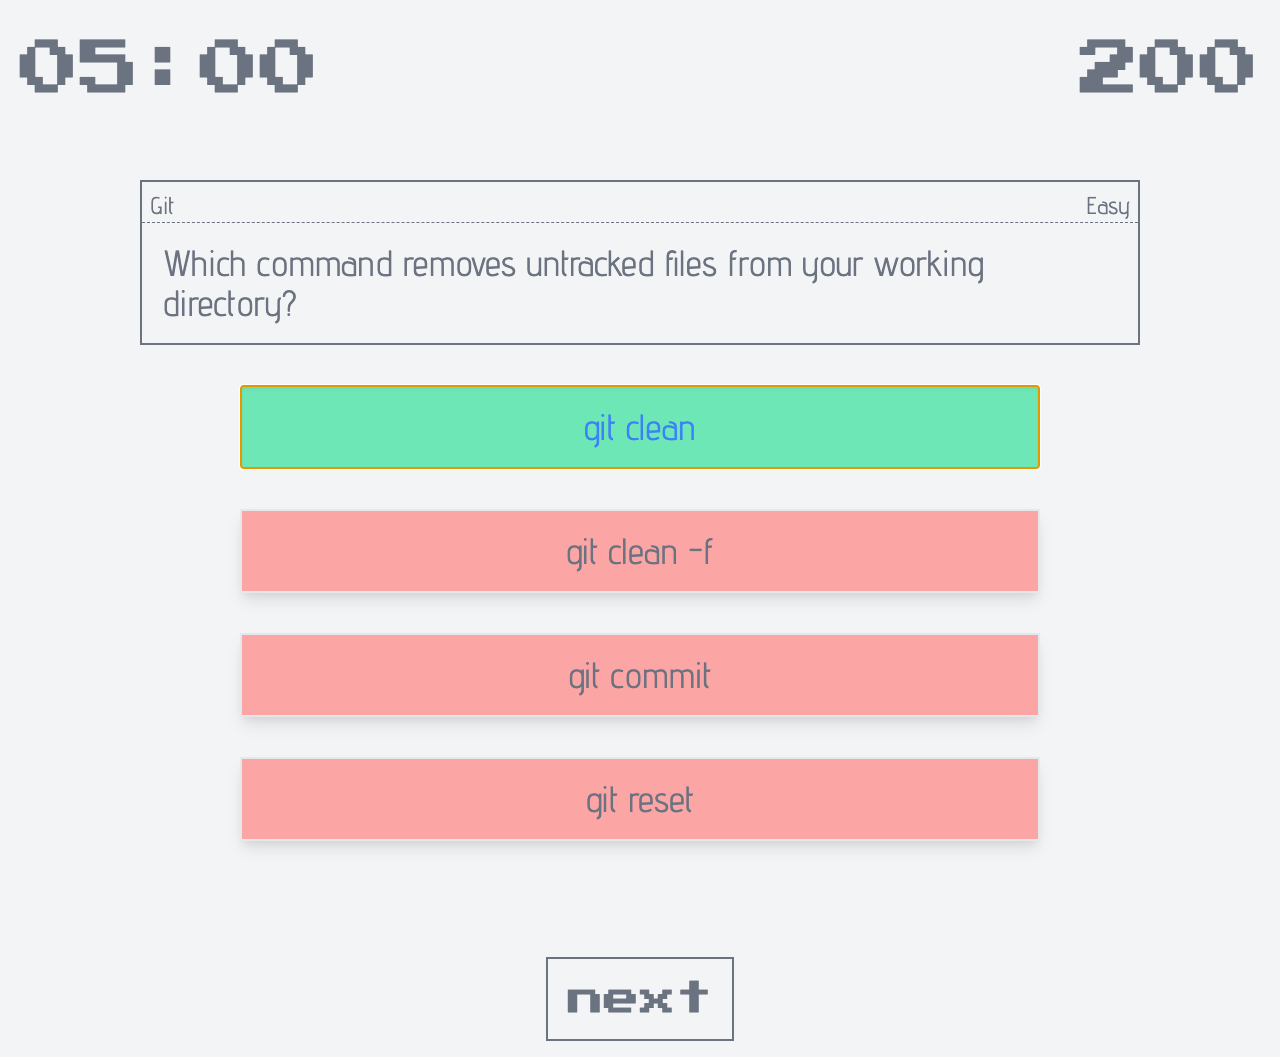 05:00
200
Git
Easy
Which command removes untracked files from your working
directory?
git clean
git clean -f
git commit
git reset
next